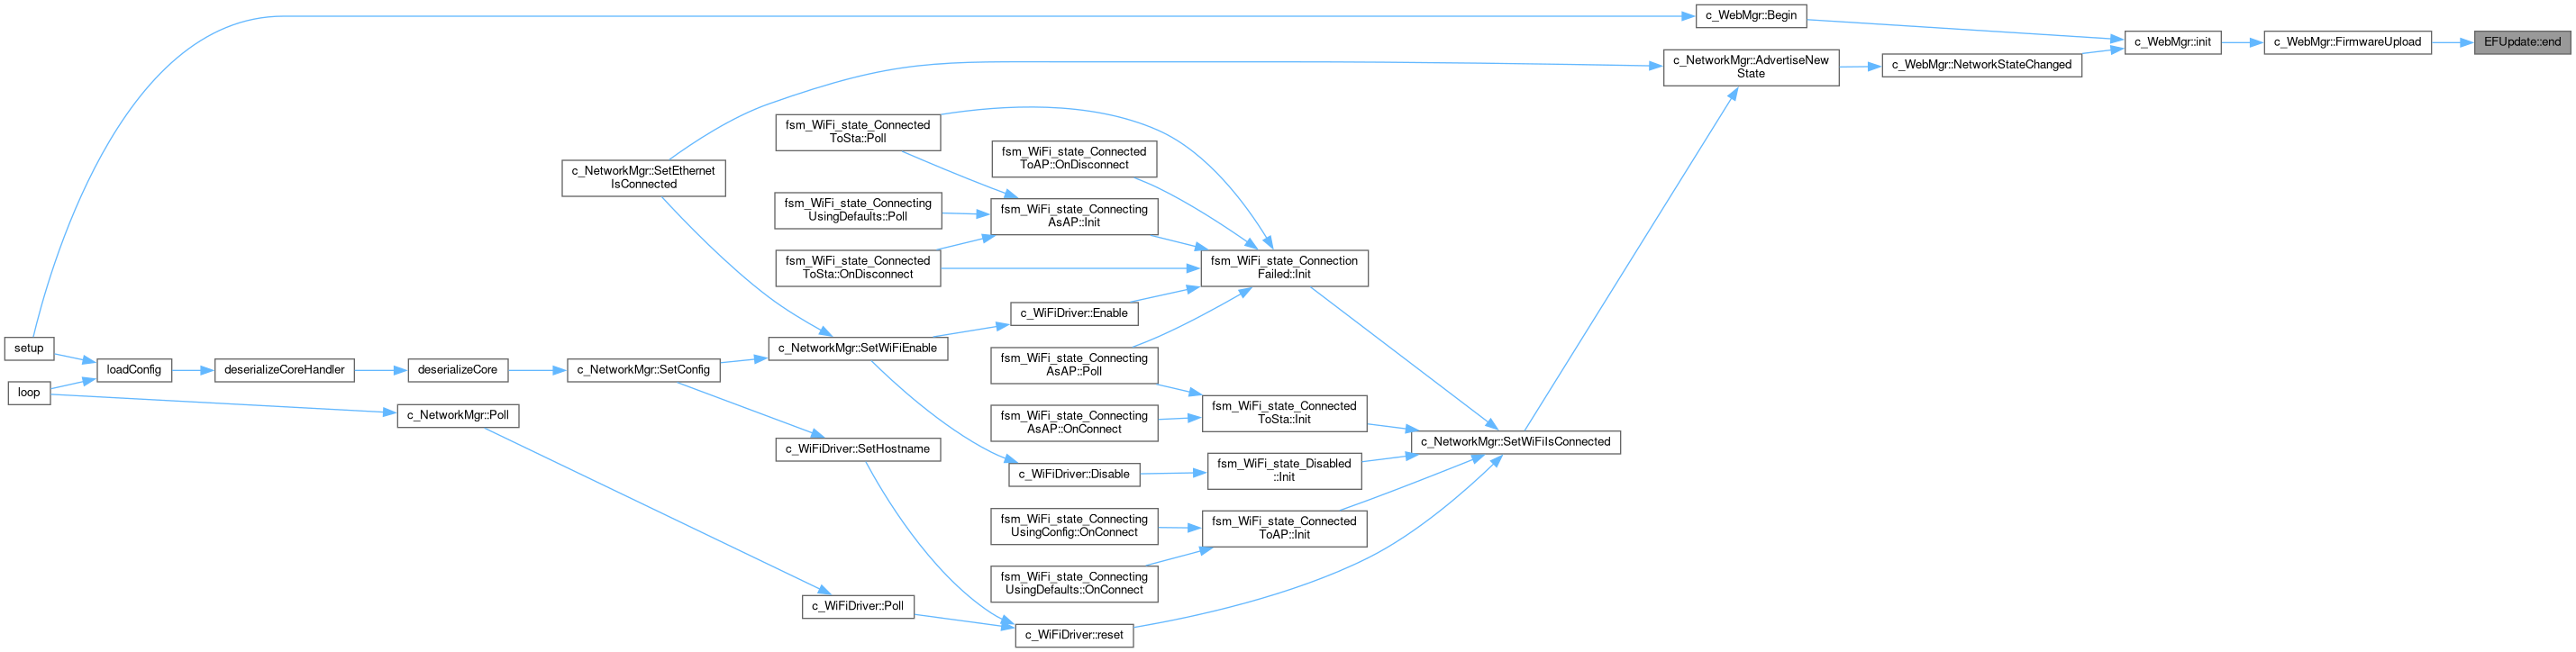 c_WebMgr::Begin
c_WebMgr::init
c_WebMgr::FirmwareUpload
EFUpdate::end
c_NetworkMgr::AdvertiseNew
State
c_WebMgr::NetworkStateChanged
fsm_WiFi_state_Connected
ToSta::Poll
fsm_WiFi_state_Connected
ToAP::OnDisconnect
c_NetworkMgr::SetEthernet
IsConnected
fsm_WiFi_state_Connecting
UsingDefaults::Poll
fsm_WiFi_state_Connecting
AsAP::Init
fsm_WiFi_state_Connected
ToSta::OnDisconnect
fsm_WiFi_state_Connection
Failed::Init
c_WiFiDriver::Enable
setup
c_NetworkMgr::SetWiFiEnable
loadConfig
deserializeCoreHandler
deserializeCore
c_NetworkMgr::SetConfig
fsm_WiFi_state_Connecting
AsAP::Poll
loop
c_NetworkMgr::Poll
fsm_WiFi_state_Connecting
AsAP::OnConnect
fsm_WiFi_state_Connected
ToSta::Init
c_NetworkMgr::SetWiFiIsConnected
c_WiFiDriver::SetHostname
c_WiFiDriver::Disable
fsm_WiFi_state_Disabled
::Init
fsm_WiFi_state_Connecting
UsingConfig::OnConnect
fsm_WiFi_state_Connected
ToAP::Init
fsm_WiFi_state_Connecting
UsingDefaults::OnConnect
c_WiFiDriver::Poll
c_WiFiDriver::reset